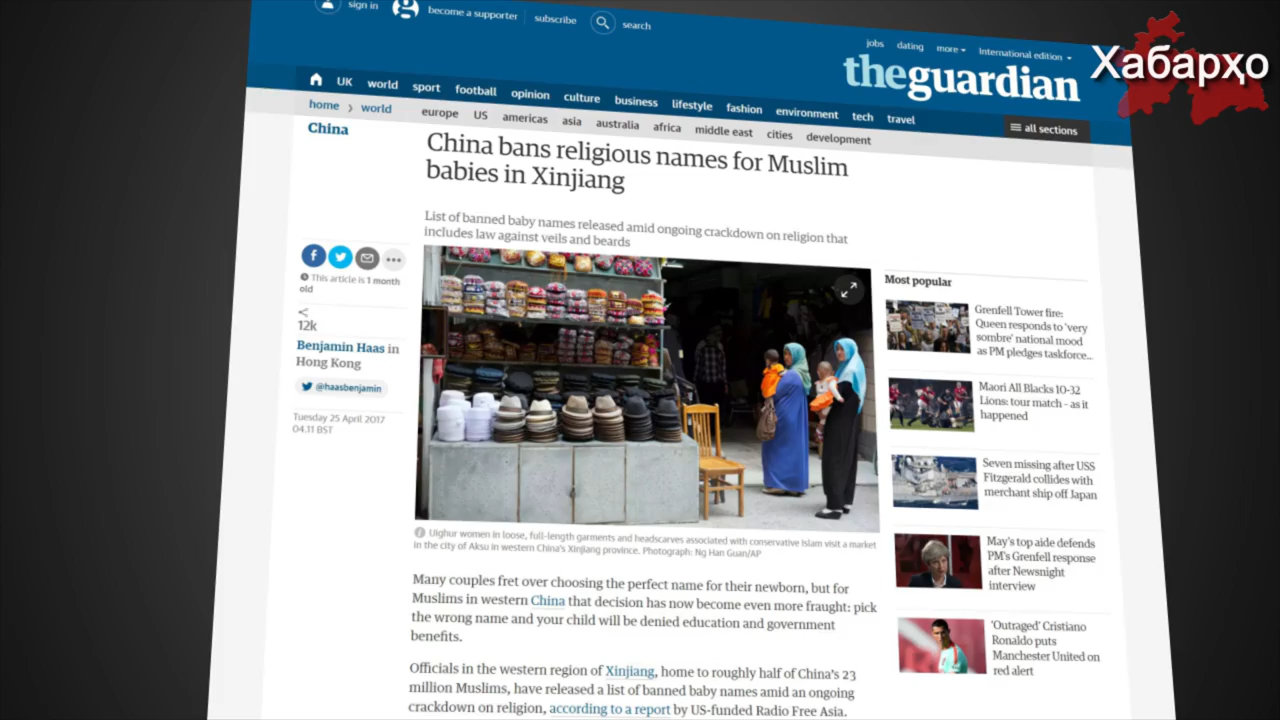 sign in
become a supporter
subscribe
search
jobs
dating
more
International edition
theguardian
Хабарҳо
UK
world
sport
football
opinion
culture
business
lifestyle
fashion
environment
tech
travel
all sections
home › world
europe
US
americas
asia
australia
africa
middle east
cities
development
China
China bans religious names for Muslim
babies in Xinjiang
List of banned baby names released amid ongoing crackdown on religion that
includes law against veils and beards
This article is 1 month
old
12k
Benjamin Haas in
Hong Kong
@haasbenjamin
Tuesday 25 April 2017
04.11 BST
Uighur women in loose, full-length garments and headscarves associated with conservative Islam visit a market
in the city of Aksu in western China's Xinjiang province. Photograph: Ng Han Guan/AP
Many couples fret over choosing the perfect name for their newborn, but for
Muslims in western China that decision has now become even more fraught: pick
the wrong name and your child will be denied education and government
benefits.
Officials in the western region of Xinjiang, home to roughly half of China's 23
million Muslims, have released a list of banned baby names amid an ongoing
crackdown on religion, according to a report by US-funded Radio Free Asia.
Most popular
Grenfell Tower fire:
Queen responds to 'very
sombre' national mood
as PM pledges taskforce...
Maori All Blacks 10-32
Lions: tour match – as it
happened
Seven missing after USS
Fitzgerald collides with
merchant ship off Japan
May's top aide defends
PM's Grenfell response
after Newsnight
interview
'Outraged' Cristiano
Ronaldo puts
Manchester United on
red alert